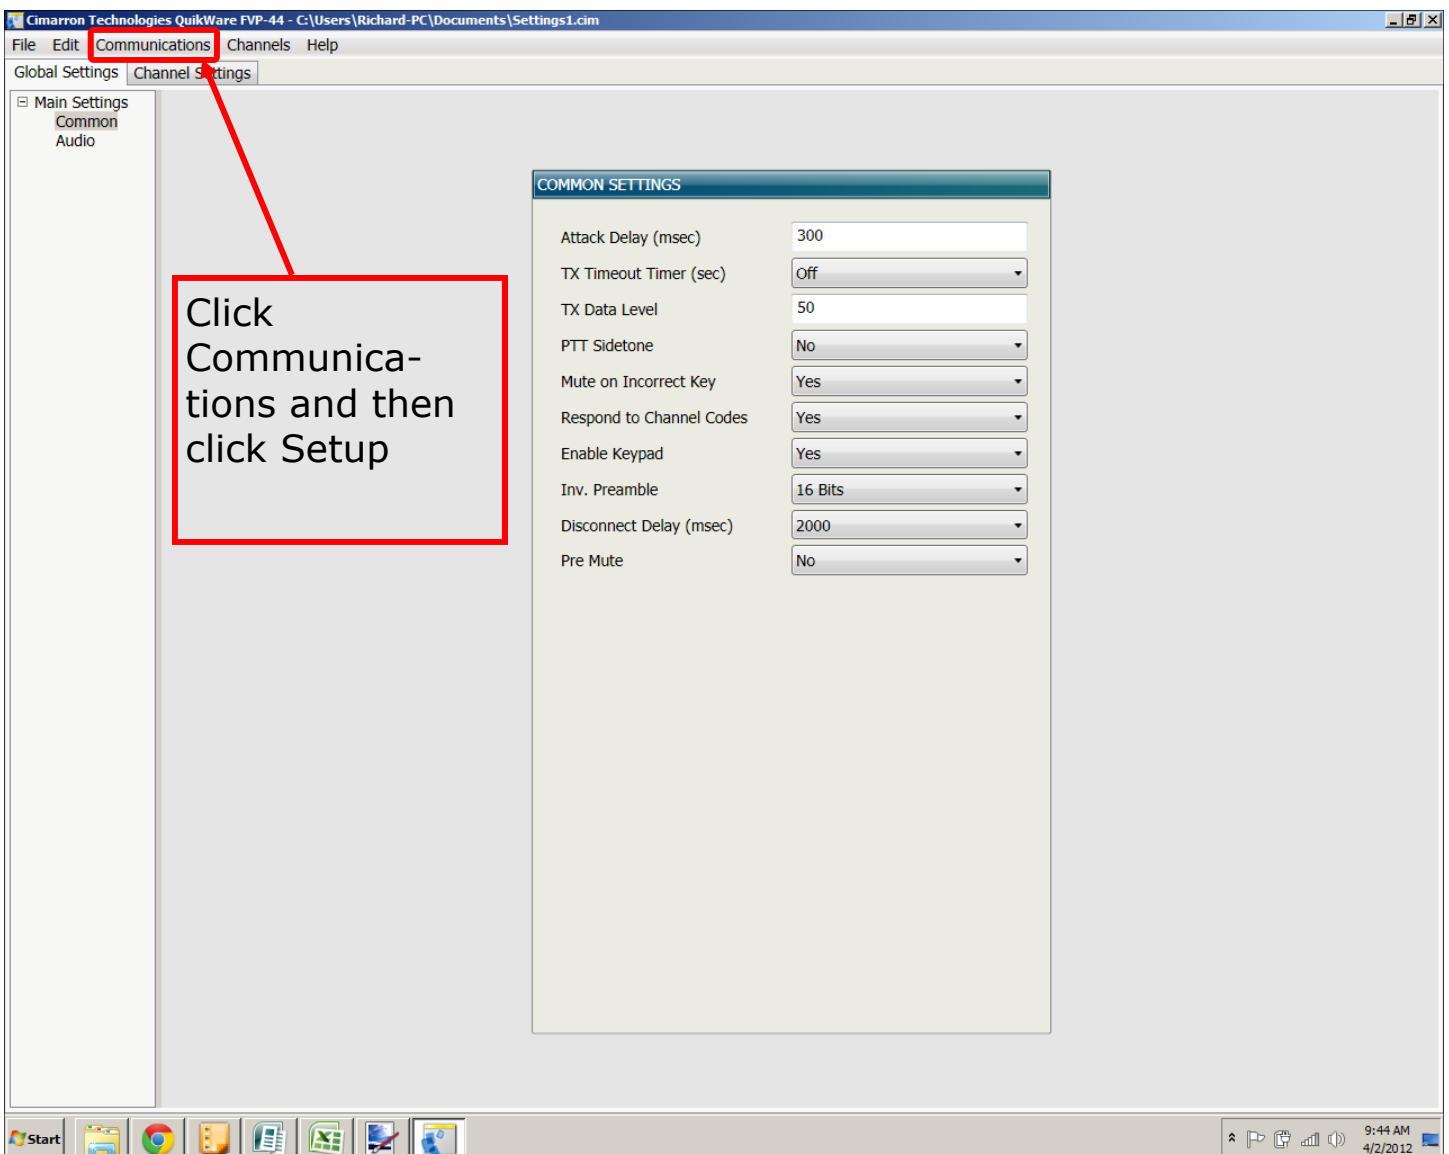 Cimarron Technologies QuikWare FVP-44 - C:\Users\Richard-PC\Documents\Settings1.cim
File Edit Communications Channels Help
Global Settings Channel Settings
Main Settings
Common
Audio
COMMON SETTINGS
Attack Delay (msec) 300
TX Timeout Timer (sec) Off
TX Data Level 50
PTT Sidetone No
Mute on Incorrect Key Yes
Respond to Channel Codes Yes
Enable Keypad Yes
Inv. Preamble 16 Bits
Disconnect Delay (msec) 2000
Pre Mute No
Click
Communica-
tions and then
click Setup
Start
9:44 AM
4/2/2012